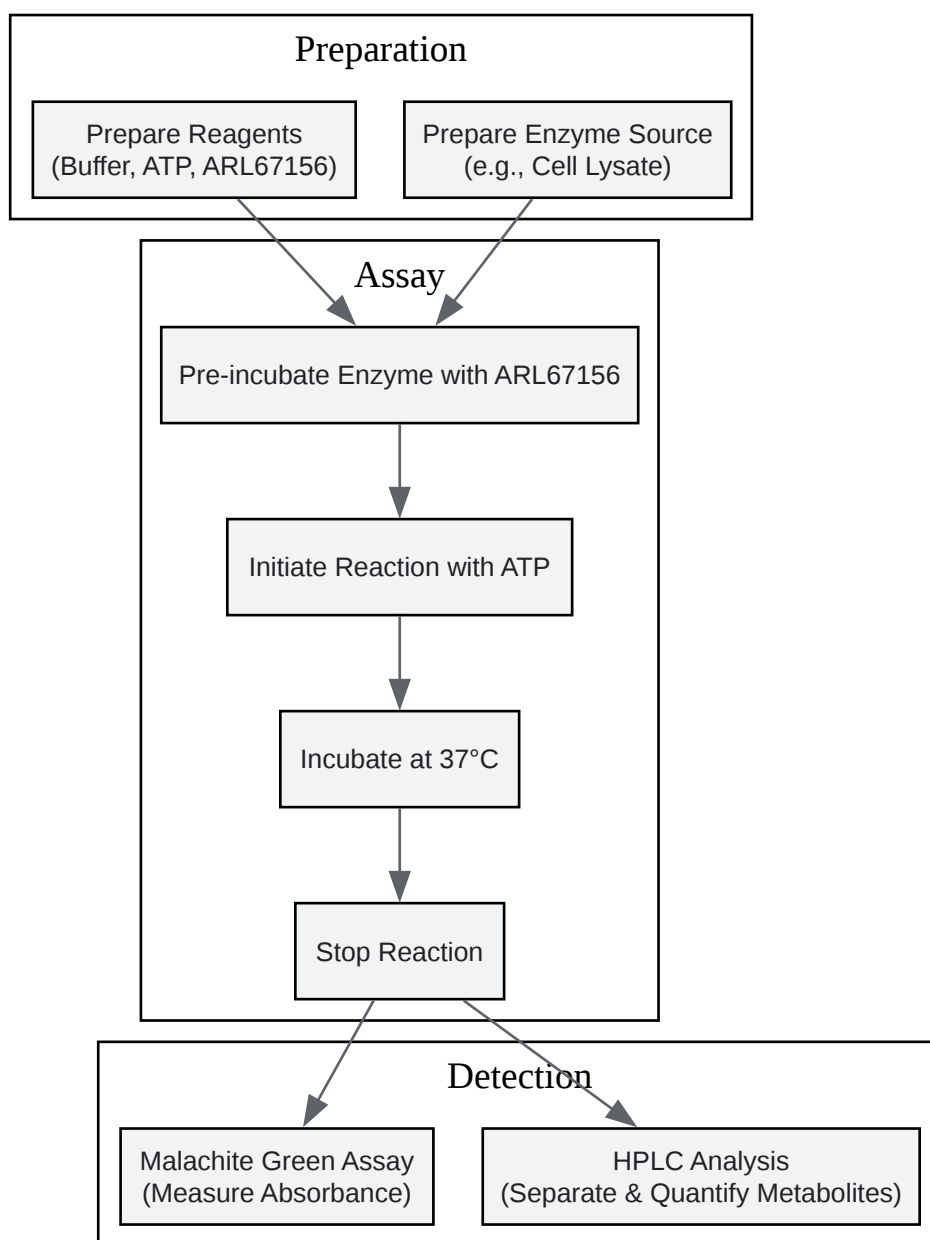 Preparation
Prepare Reagents
(Buffer, ATP, ARL67156)
Prepare Enzyme Source
(e.g., Cell Lysate)
Assay
Pre-incubate Enzyme with ARL67156
Initiate Reaction with ATP
Incubate at 37°C
Stop Reaction
Detection
Malachite Green Assay
(Measure Absorbance)
HPLC Analysis
(Separate & Quantify Metabolites)